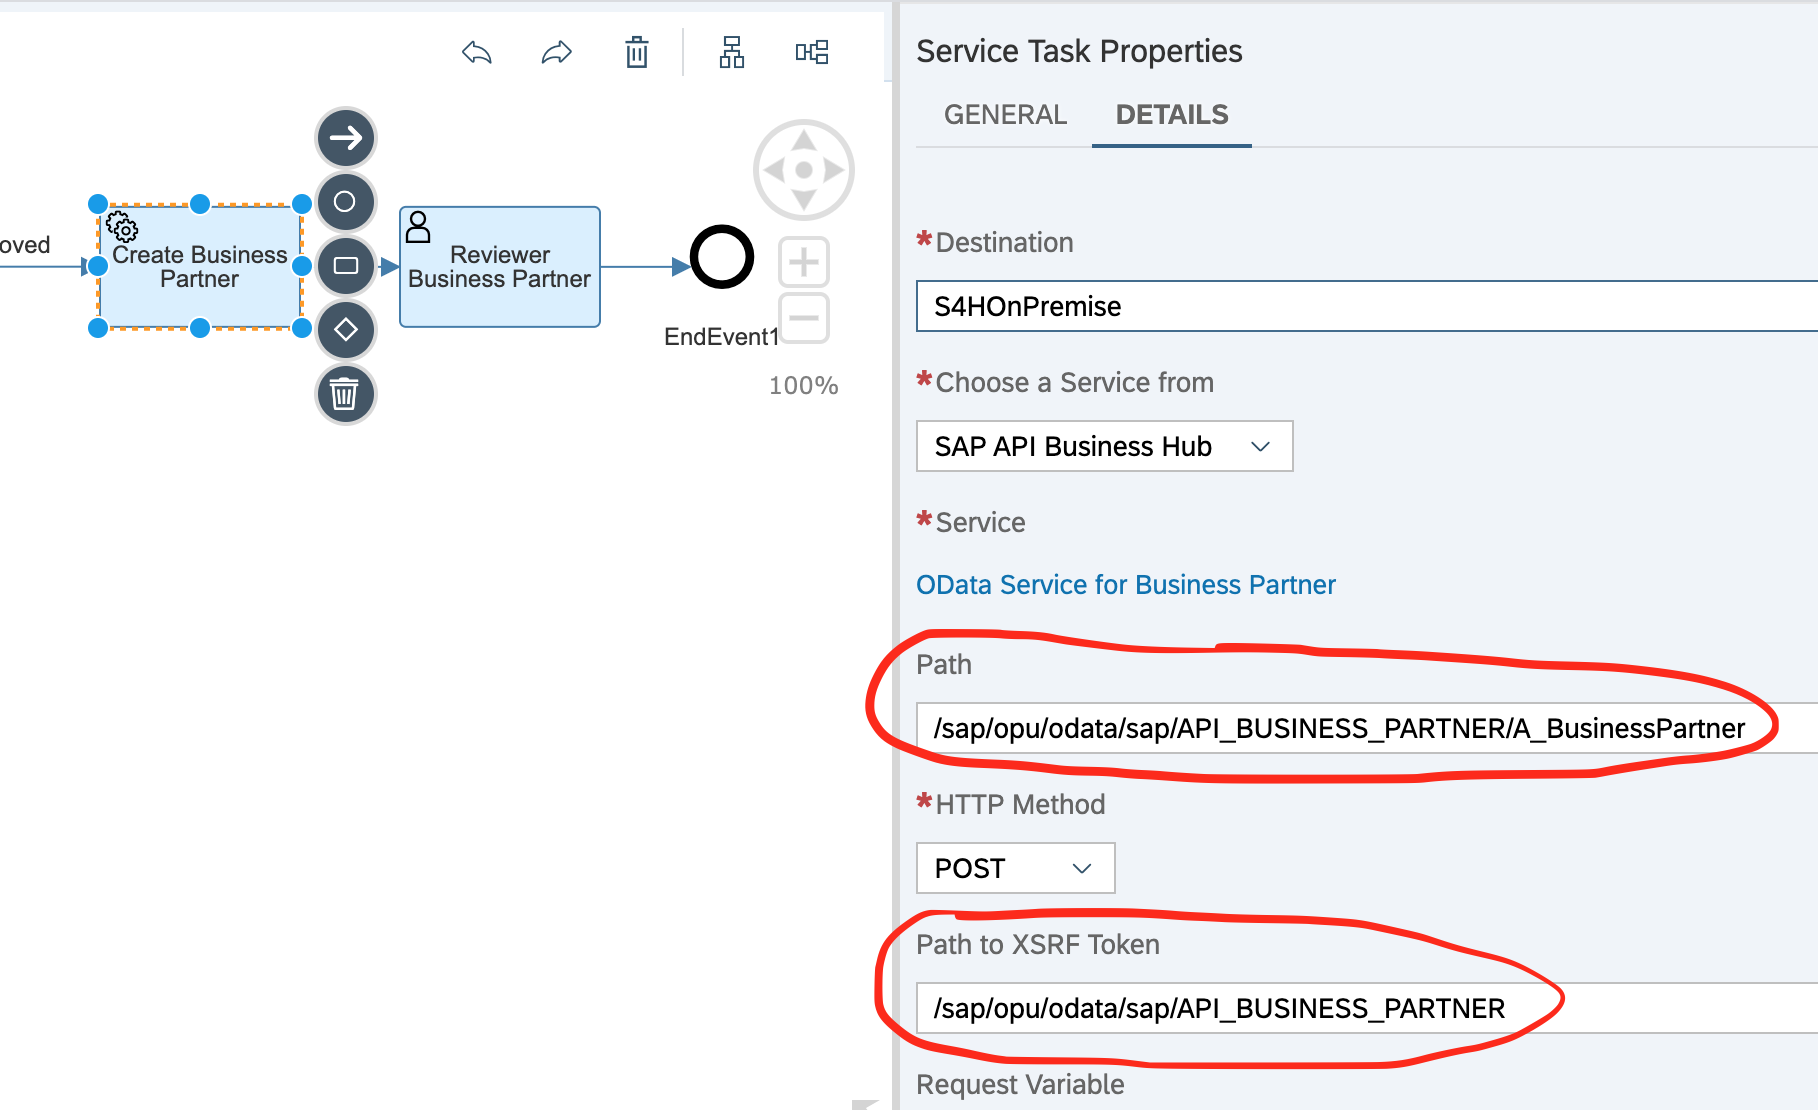 oved
Create Business
Partner
Reviewer
Business Partner
EndEvent1
100%
Service Task Properties
GENERAL
DETAILS
*Destination
S4HOnPremise
*Choose a Service from
SAP API Business Hub
*Service
OData Service for Business Partner
Path
/sap/opu/odata/sap/API_BUSINESS_PARTNER/A_BusinessPartner
*HTTP Method
POST
Path to XSRF Token
/sap/opu/odata/sap/API_BUSINESS_PARTNER
Request Variable